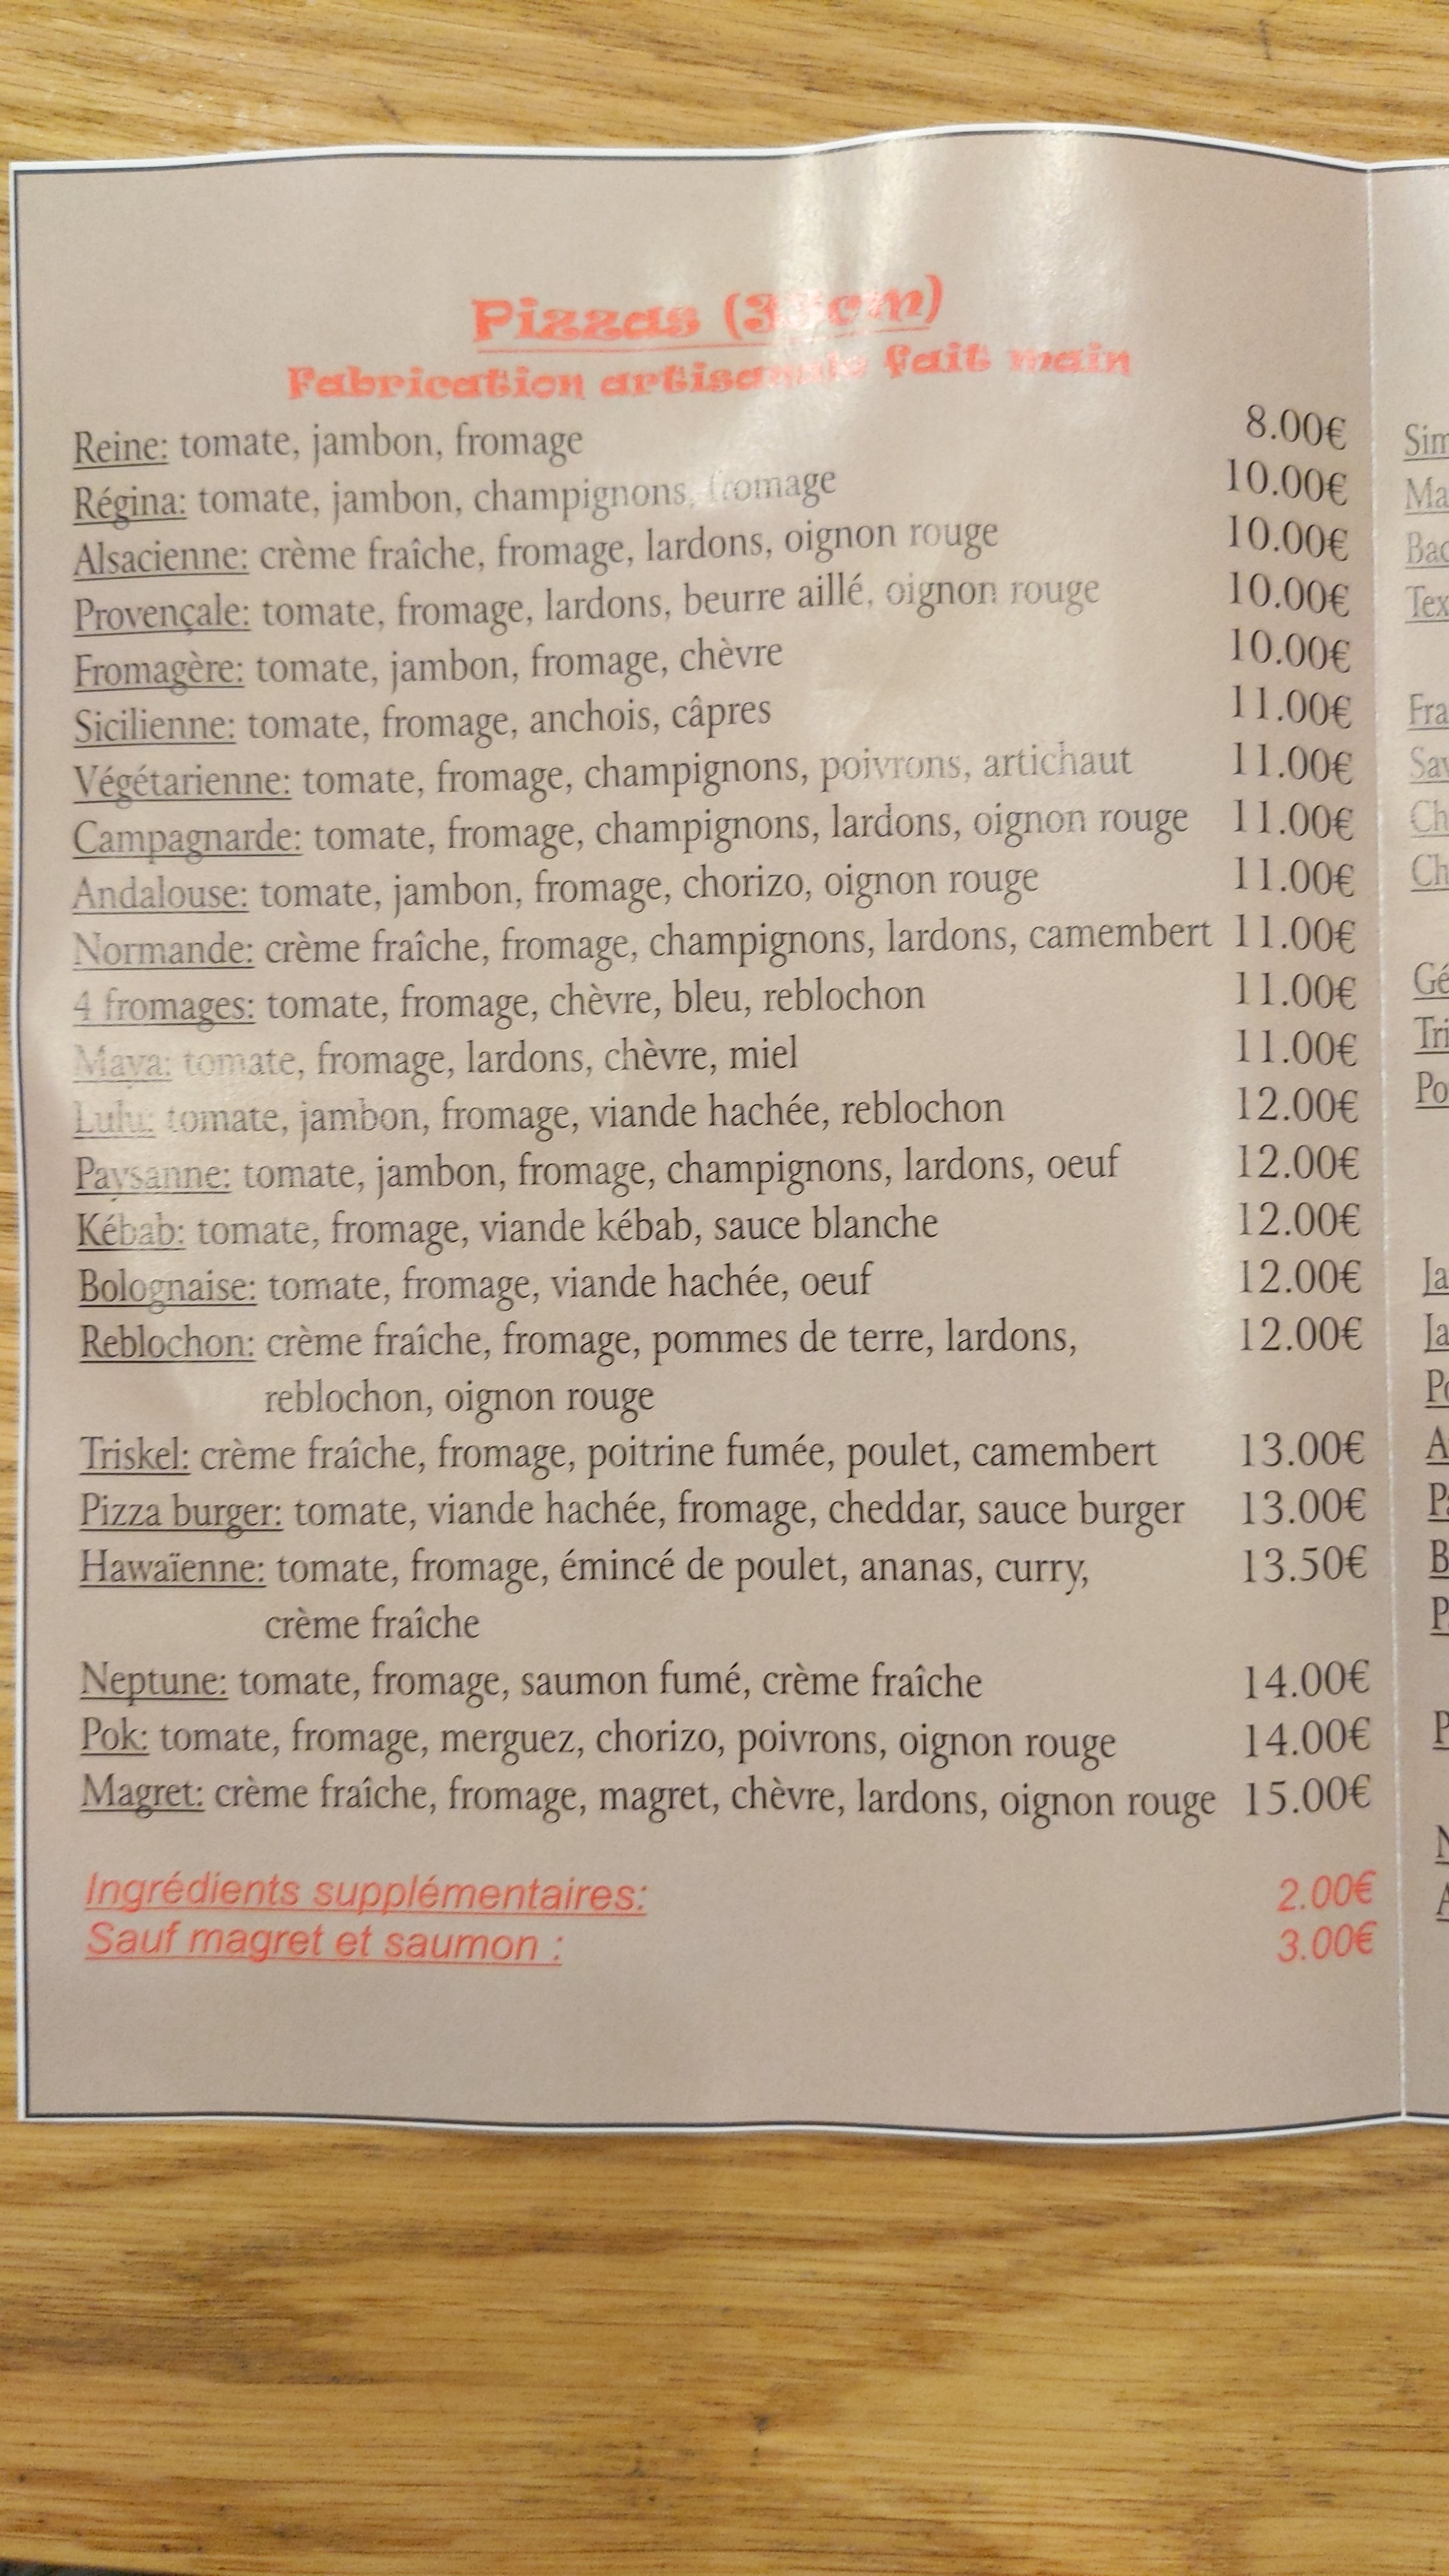 Pizzas
Fabrication artisanale fait main
Reine: tomate, jambon, fromage 8.00€
Régina: tomate, jambon, champignons, fromage 10.00€
Alsacienne: crème fraîche, fromage, lardons, oignon rouge 10.00€
Provençale: tomate, fromage, lardons, beurre aillé, oignon rouge 10.00€
Fromagère: tomate, jambon, fromage, chèvre 10.00€
Sicilienne: tomate, fromage, anchois, câpres 11.00€
Végétarienne: tomate, fromage, champignons, poivrons, artichaut 11.00€
Campagnarde: tomate, fromage, champignons, lardons, oignon rouge 11.00€
Andalouse: tomate, jambon, fromage, chorizo, oignon rouge 11.00€
Normande: crème fraîche, fromage, champignons, lardons, camembert 11.00€
4 fromages: tomate, fromage, chèvre, bleu, reblochon 11.00€
Maya: tomate, fromage, lardons, chèvre, miel 11.00€
Lulu: tomate, jambon, fromage, viande hachée, reblochon 12.00€
Paysanne: tomate, jambon, fromage, champignons, lardons, oeuf 12.00€
Kébab: tomate, fromage, viande kébab, sauce blanche 12.00€
Bolognaise: tomate, fromage, viande hachée, oeuf 12.00€
Reblochon: crème fraîche, fromage, pommes de terre, lardons, 12.00€
reblochon, oignon rouge
Triskel: crème fraîche, fromage, poitrine fumée, poulet, camembert 13.00€
Pizza burger: tomate, viande hachée, fromage, cheddar, sauce burger 13.00€
Hawaïenne: tomate, fromage, émincé de poulet, ananas, curry, 13.50€
crème fraîche
Neptune: tomate, fromage, saumon fumé, crème fraîche 14.00€
Pok: tomate, fromage, merguez, chorizo, poivrons, oignon rouge 14.00€
Magret: crème fraîche, fromage, magret, chèvre, lardons, oignon rouge 15.00€
Ingrédients supplémentaires: 2.00€
Sauf magret et saumon : 3.00€